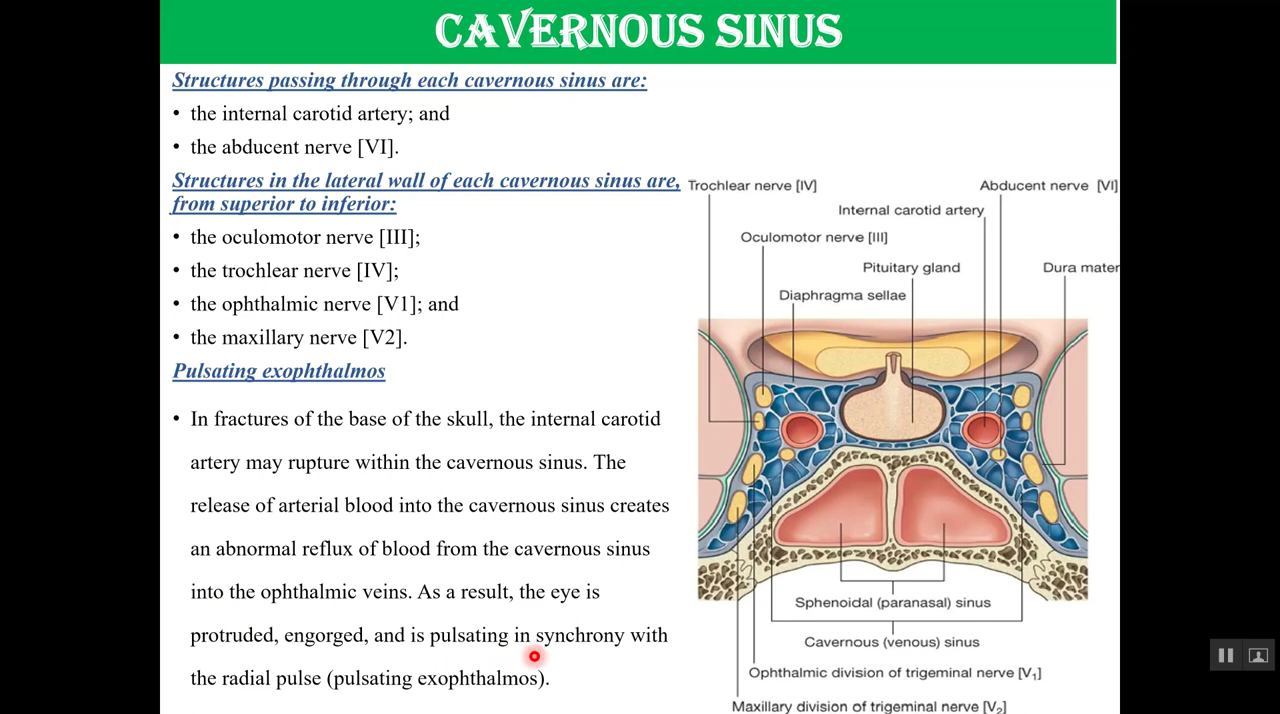 CAVERNOUS SINUS
Structures passing through each cavernous sinus are:
• the internal carotid artery; and
• the abducent nerve [VI].
Structures in the lateral wall of each cavernous sinus are,
from superior to inferior:
• the oculomotor nerve [III];
• the trochlear nerve [IV];
• the ophthalmic nerve [V1]; and
• the maxillary nerve [V2].
Pulsating exophthalmos
• In fractures of the base of the skull, the internal carotid
artery may rupture within the cavernous sinus. The
release of arterial blood into the cavernous sinus creates
an abnormal reflux of blood from the cavernous sinus
into the ophthalmic veins. As a result, the eye is
protruded, engorged, and is pulsating in synchrony with
the radial pulse (pulsating exophthalmos).
Trochlear nerve [IV]
Abducent nerve [VI]
Internal carotid artery
Oculomotor nerve [III]
Pituitary gland
Dura mater
Diaphragma sellae
Sphenoidal (paranasal) sinus
Cavernous (venous) sinus
Ophthalmic division of trigeminal nerve [V₁]
Maxillary division of trigeminal nerve [V₂]